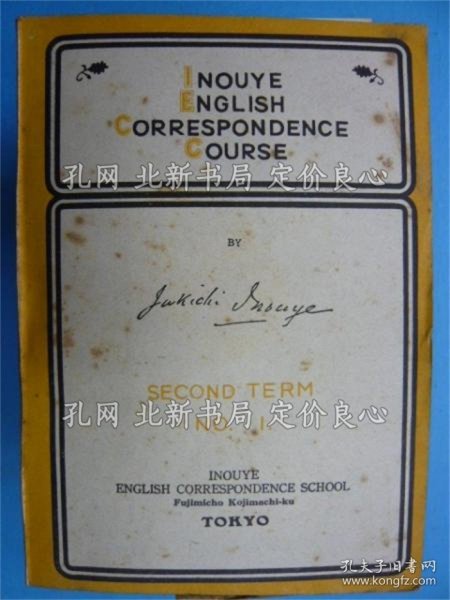 INOUYE
ENGLISH
CORRESPONDENCE
COURSE
孔网 北新书局 定价良心
BY
Jukichi Inouye
SECOND TERM
孔网 北新书局 定价良心
NO. 1
INOUYE
ENGLISH CORRESPONDENCE SCHOOL
Fujimicho Kojimachi-ku
TOKYO
孔夫子旧书网
www.kongfz.com